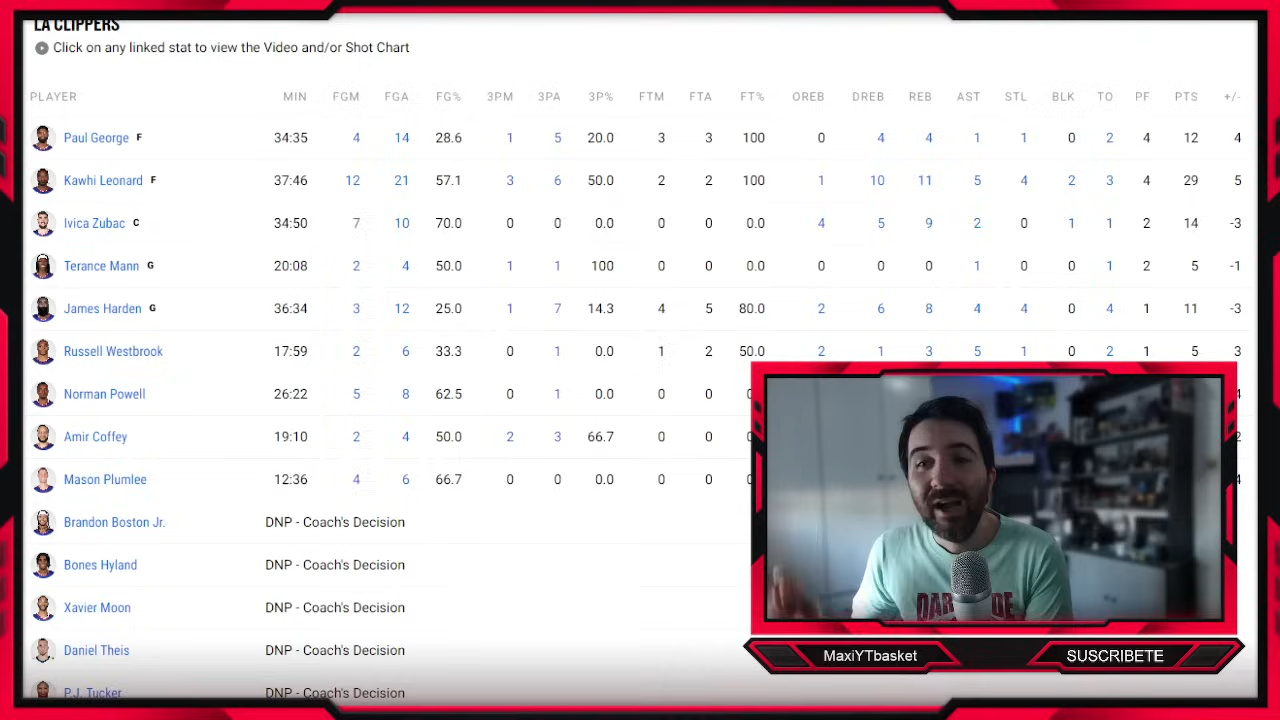 LA CLIPPERS
Click on any linked stat to view the Video and/or Shot Chart
PLAYER MIN FGM FGA FG% 3PM 3PA 3P% FTM FTA FT% OREB DREB REB AST STL BLK TO PF PTS +/-
Paul George F 34:35 4 14 28.6 1 5 20.0 3 3 100 0 4 4 1 1 0 2 4 12 4
Kawhi Leonard F 37:46 12 21 57.1 3 6 50.0 2 2 100 1 10 11 5 4 2 3 4 29 5
Ivica Zubac C 34:50 7 10 70.0 0 0 0.0 0 0 0.0 4 5 9 2 0 1 1 2 14 -3
Terance Mann G 20:08 2 4 50.0 1 1 100 0 0 0.0 0 0 0 1 0 0 1 2 5 -1
James Harden G 36:34 3 12 25.0 1 7 14.3 4 5 80.0 2 6 8 4 4 0 4 1 11 -3
Russell Westbrook 17:59 2 6 33.3 0 1 0.0 1 2 50.0 2 1 3 5 1 0 2 1 5 3
Norman Powell 26:22 5 8 62.5 0 1 0.0 0 0
Amir Coffey 19:10 2 4 50.0 2 3 66.7 0 0
Mason Plumlee 12:36 4 6 66.7 0 0 0.0 0 0
Brandon Boston Jr. DNP - Coach's Decision
Bones Hyland DNP - Coach's Decision
Xavier Moon DNP - Coach's Decision
Daniel Theis DNP - Coach's Decision
P.J. Tucker DNP - Coach's Decision
MaxiYTbasket
SUSCRIBETE